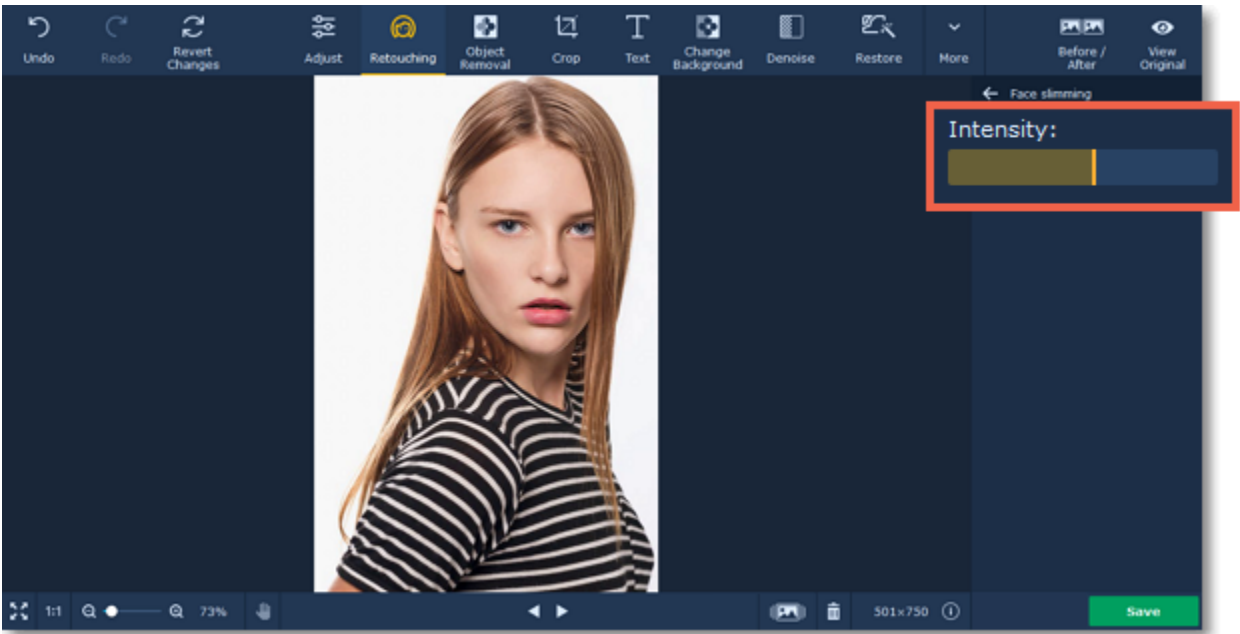 Undo
Redo
Revert
Changes
Adjust
Retouching
Object
Removal
Crop
Text
Change
Background
Denoise
Restore
More
Before /
After
View
Original
Face slimming
Intensity:
1:1
73%
501×750
Save